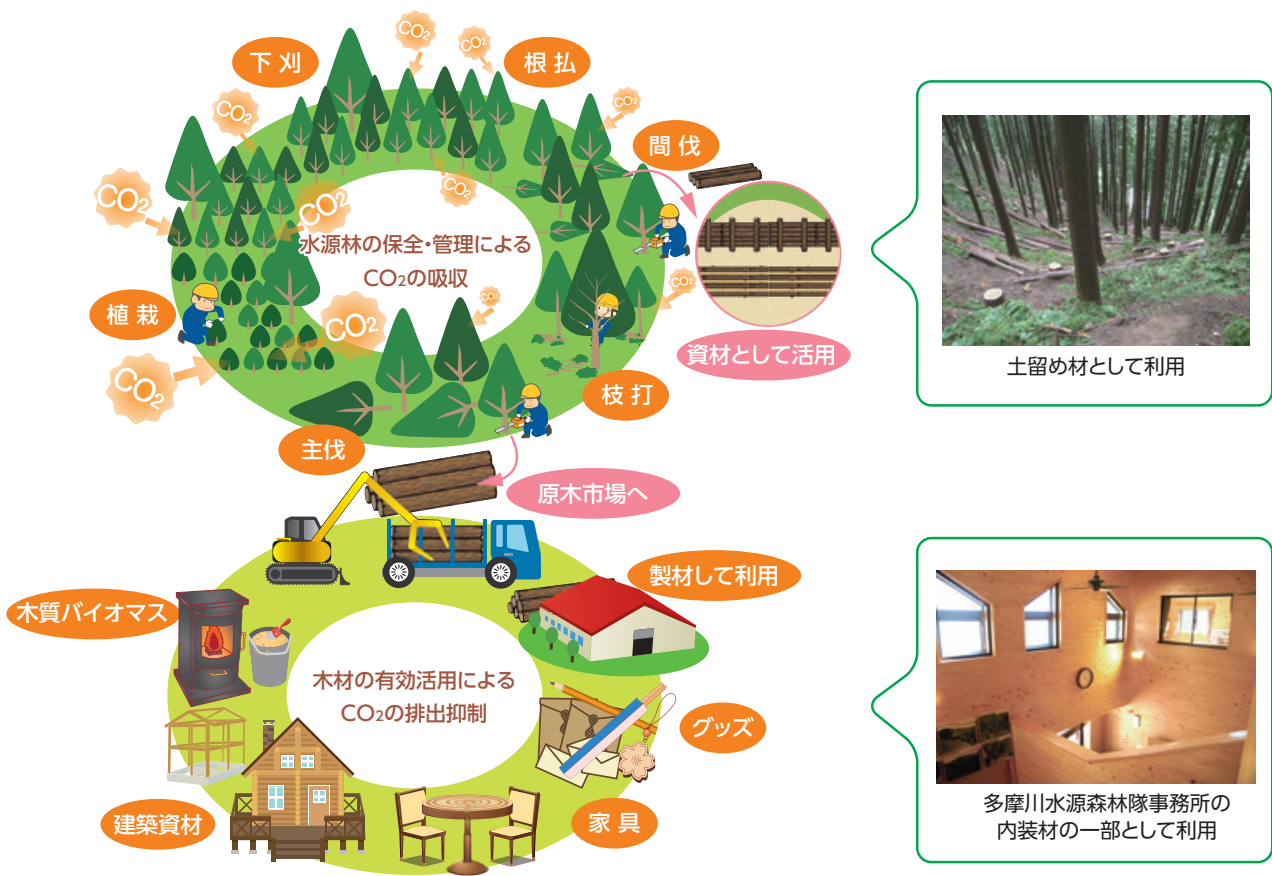 CO2
CO2
下刈
根払
CO2
CO2
間伐
CO2
CO2
CO2
水源林の保全・管理による
CO2の吸収
植栽
CO2
CO2
CO2
CO2
資材として活用
土留め材として利用
枝打
主伐
原木市場へ
製材して利用
木質バイオマス
木材の有効活用による
CO2の排出抑制
グッズ
建築資材
家具
多摩川水源森林隊事務所の
内装材の一部として利用